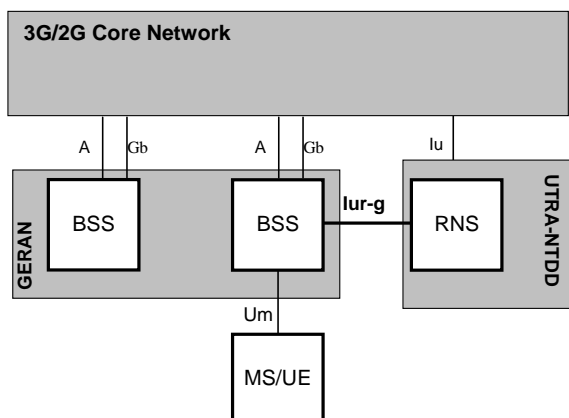 3G/2G Core Network
A
Gb
A
Gb
Iu
GERAN
BSS
BSS
Iur-g
RNS
UTRA-NTDD
Um
MS/UE